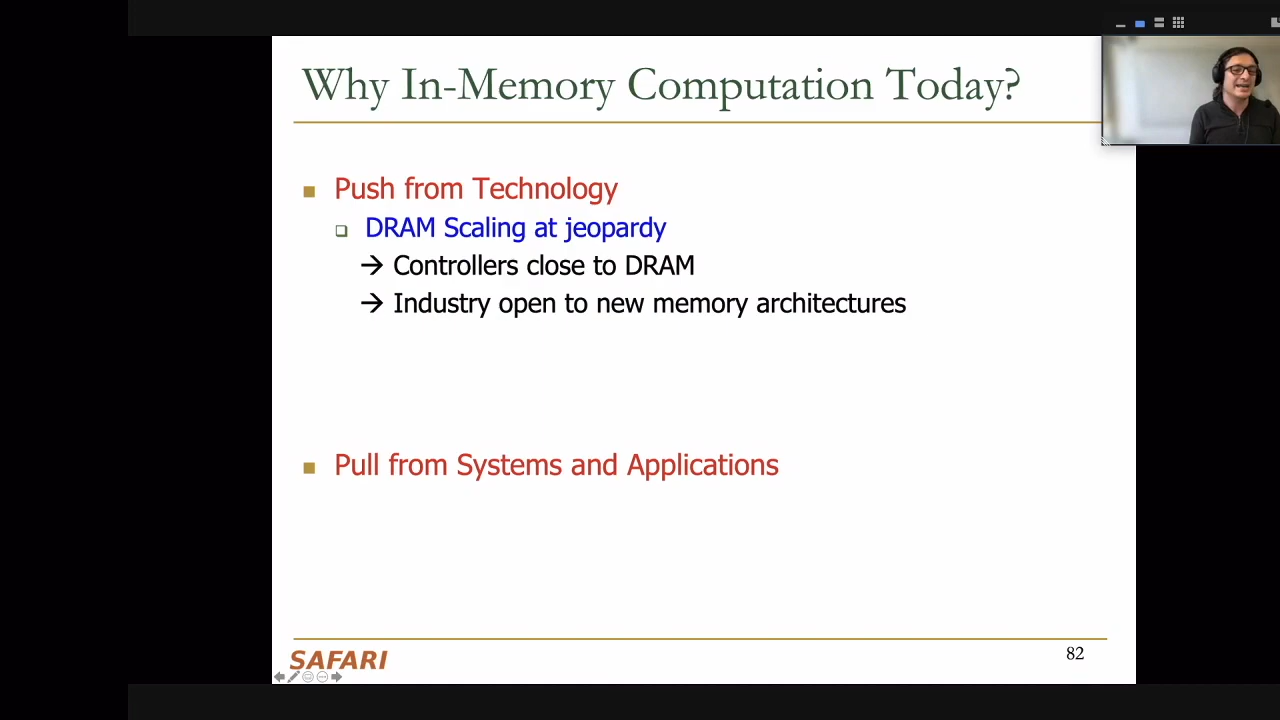 Why In-Memory Computation Today?
Push from Technology
DRAM Scaling at jeopardy
→ Controllers close to DRAM
→ Industry open to new memory architectures
Pull from Systems and Applications
SAFARI
82